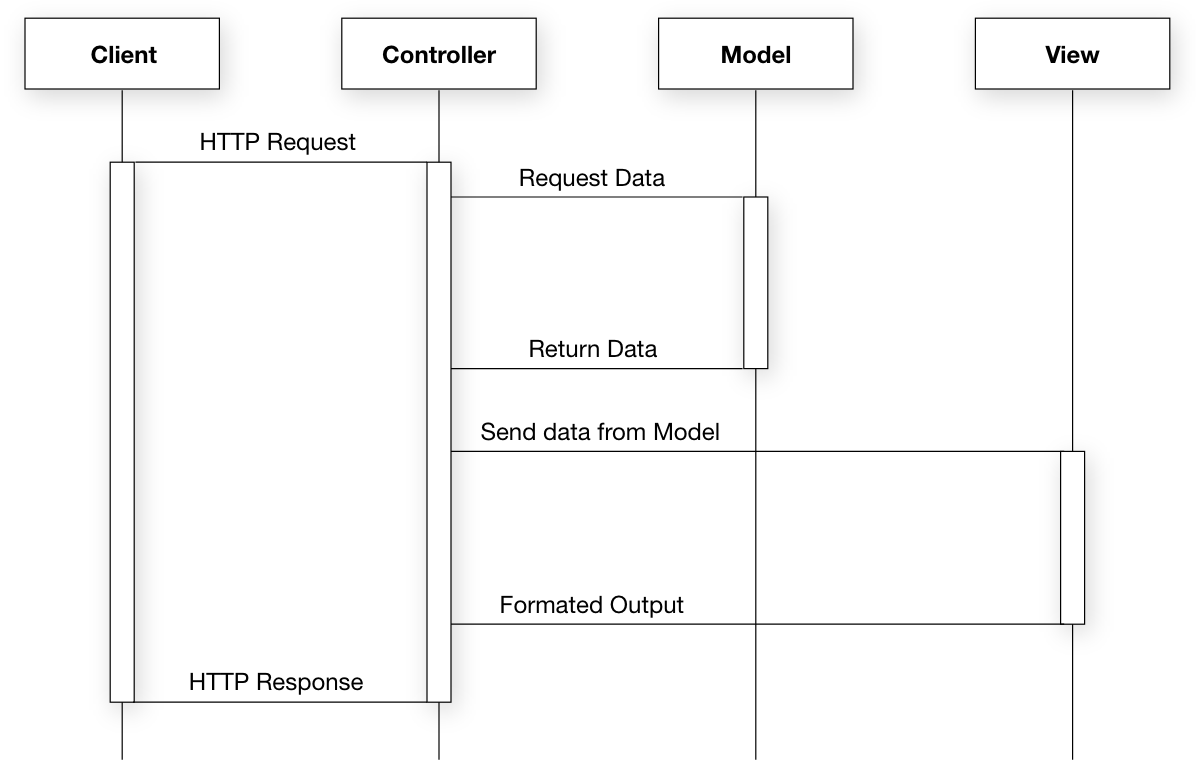 Client
Controller
Model
View
HTTP Request
Request Data
Return Data
Send data from Model
Formated Output
HTTP Response